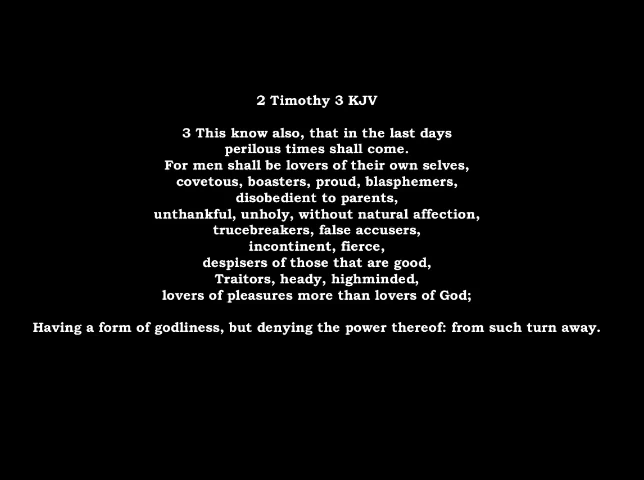 2 Timothy 3 KJV
3 This know also, that in the last days
perilous times shall come.
For men shall be lovers of their own selves,
covetous, boasters, proud, blasphemers,
disobedient to parents,
unthankful, unholy, without natural affection,
trucebreakers, false accusers,
incontinent, fierce,
despisers of those that are good,
Traitors, heady, highminded,
lovers of pleasures more than lovers of God;
Having a form of godliness, but denying the power thereof: from such turn away.